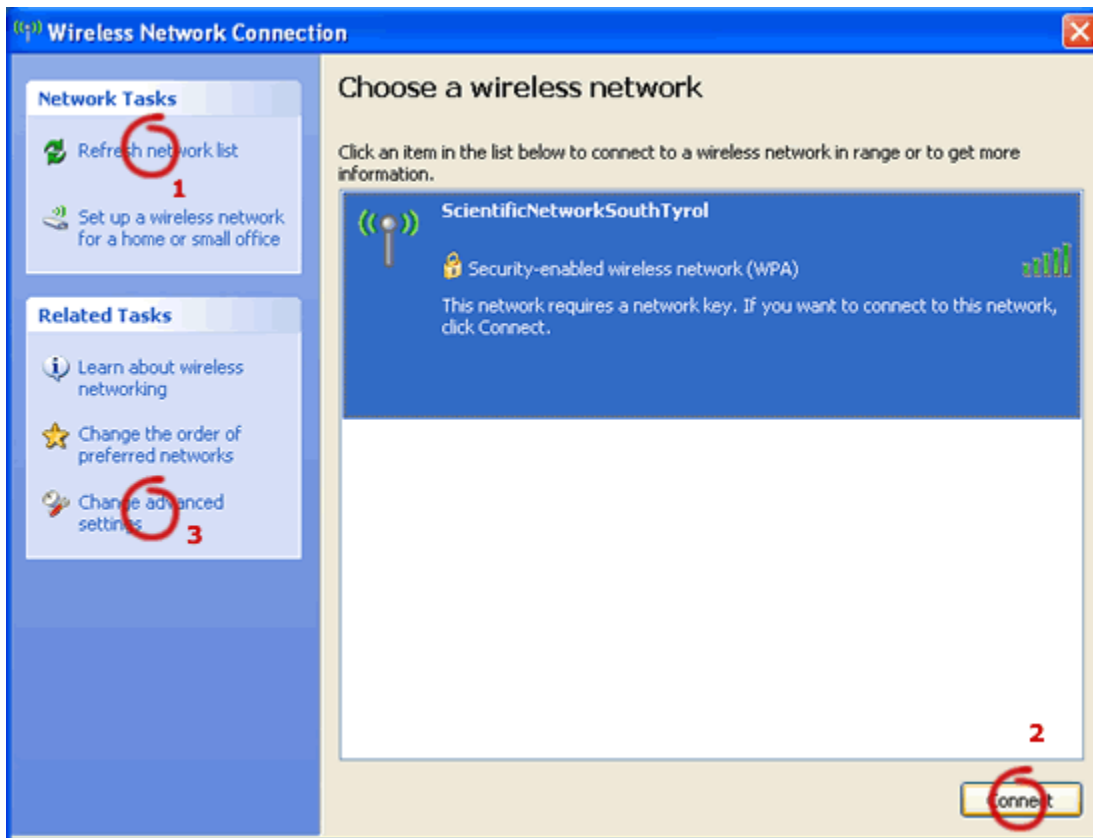 Wireless Network Connection
Network Tasks
Refresh network list
1
Set up a wireless network
for a home or small office
Related Tasks
Learn about wireless
networking
Change the order of
preferred networks
Change advanced
settings
3
Choose a wireless network
Click an item in the list below to connect to a wireless network in range or to get more
information.
ScientificNetworkSouthTyrol
Security-enabled wireless network (WPA)
This network requires a network key. If you want to connect to this network,
click Connect.
2
Connect